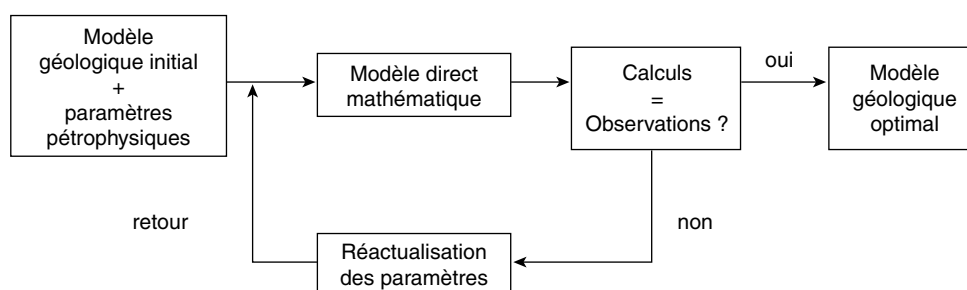 Modèle
géologique initial
+
paramètres
pétrophysiques
Modèle direct
mathématique
Calculs
=
Observations ?
oui
Modèle
géologique
optimal
non
Réactualisation
des paramètres
retour